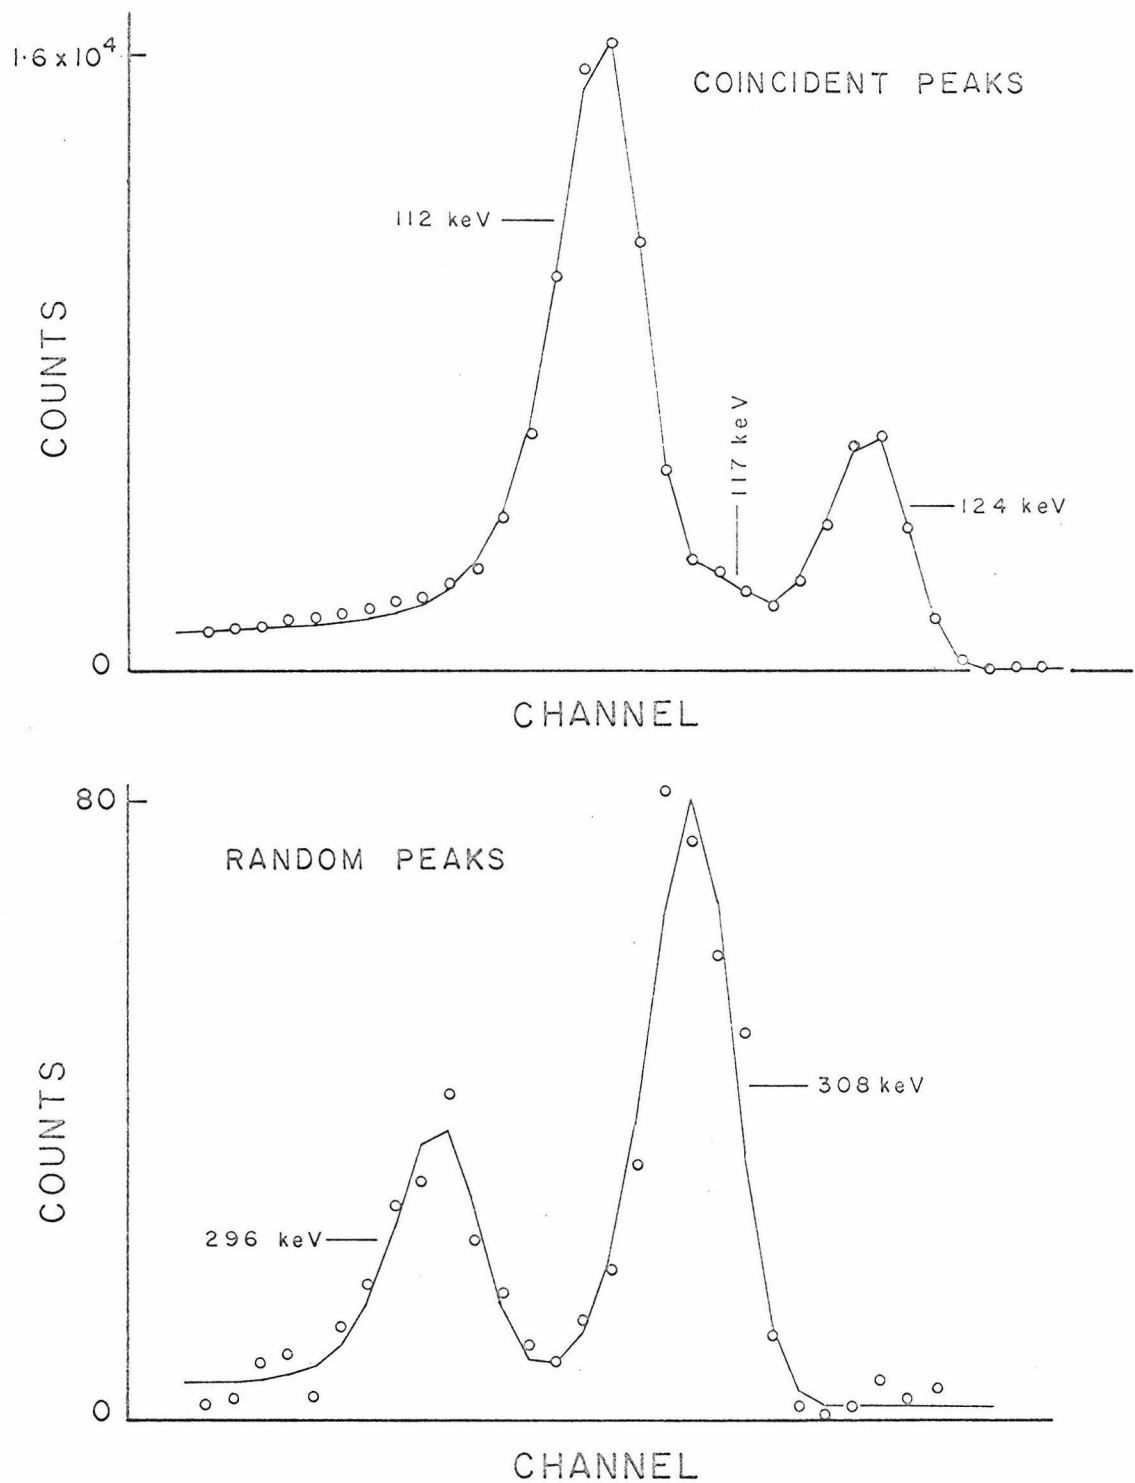 1.6 x 10⁴
COINCIDENT PEAKS
112 keV
117 keV
124 keV
COUNTS
0
CHANNEL
80
RANDOM PEAKS
308 keV
296 keV
COUNTS
0
CHANNEL